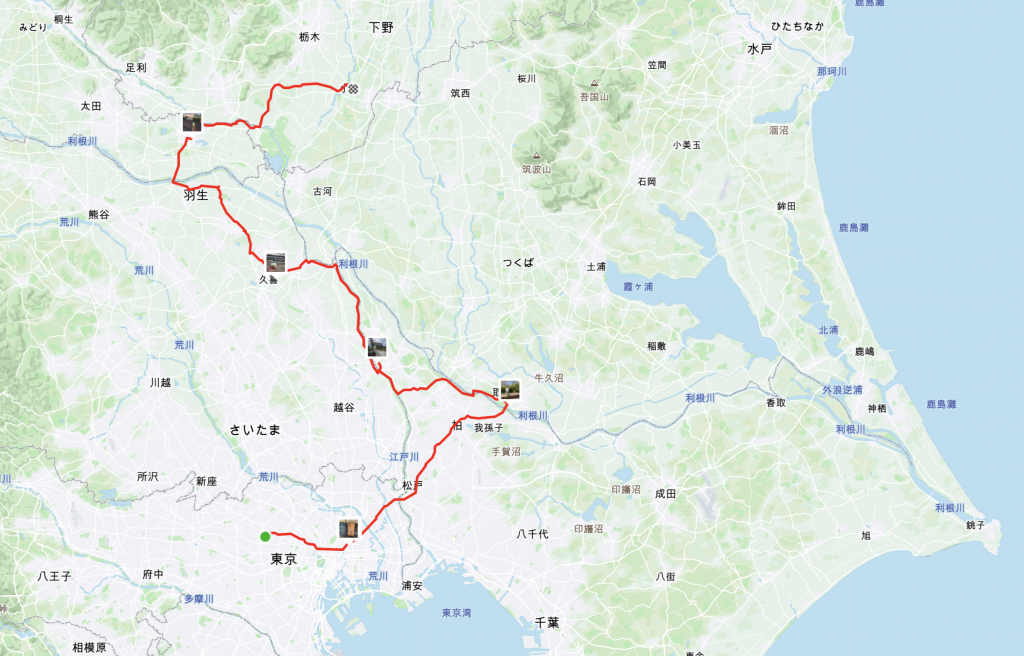 鹿島灘
桐生
みどり
ひたちなか
下野
栃木
水戸
足利
笠間
那珂川
桜川
筑西
吾国山
太田
涸沼
利根川
小美玉
筑波山
石岡
古河
羽生
鉾田
熊谷
荒川
鹿島灘
利根川
つくば
土浦
荒川
久喜
霞ヶ浦
北浦
荒川
稲敷
鹿嶋
牛久沼
川越
外浪逆浦
利根川
香取
鹿島灘
越谷
神栖
利根川
さいたま
柏
我孫子
利根川
手賀沼
江戸川
所沢
新座
荒川
松戸
印旛沼
成田
利根川
銚子
印旛沼
八千代
旭
東京
八王子
府中
荒川
浦安
八街
多摩川
東京湾
千葉
相模原